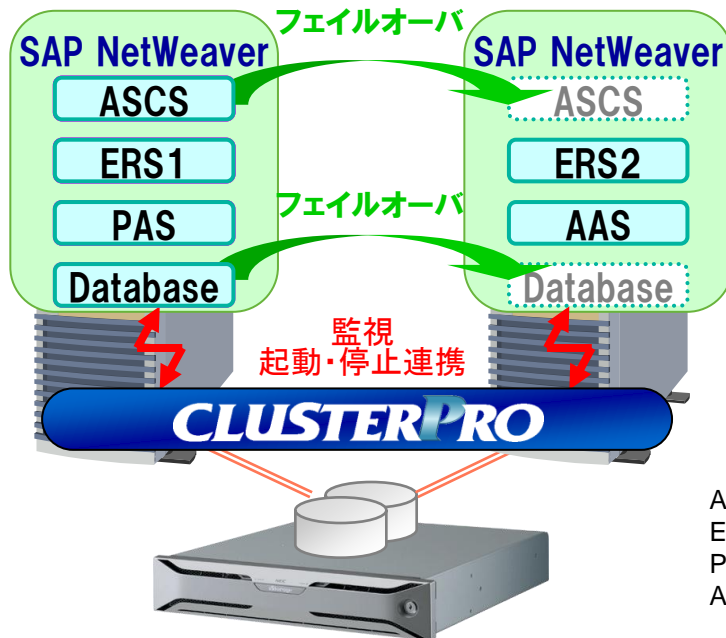 フェイルオーバ
SAP NetWeaver
ASCS
ERS1
PAS
Database
SAP NetWeaver
ASCS
ERS2
AAS
Database
フェイルオーバ
監視
起動・停止連携
CLUSTERPRO
A
E
P
A